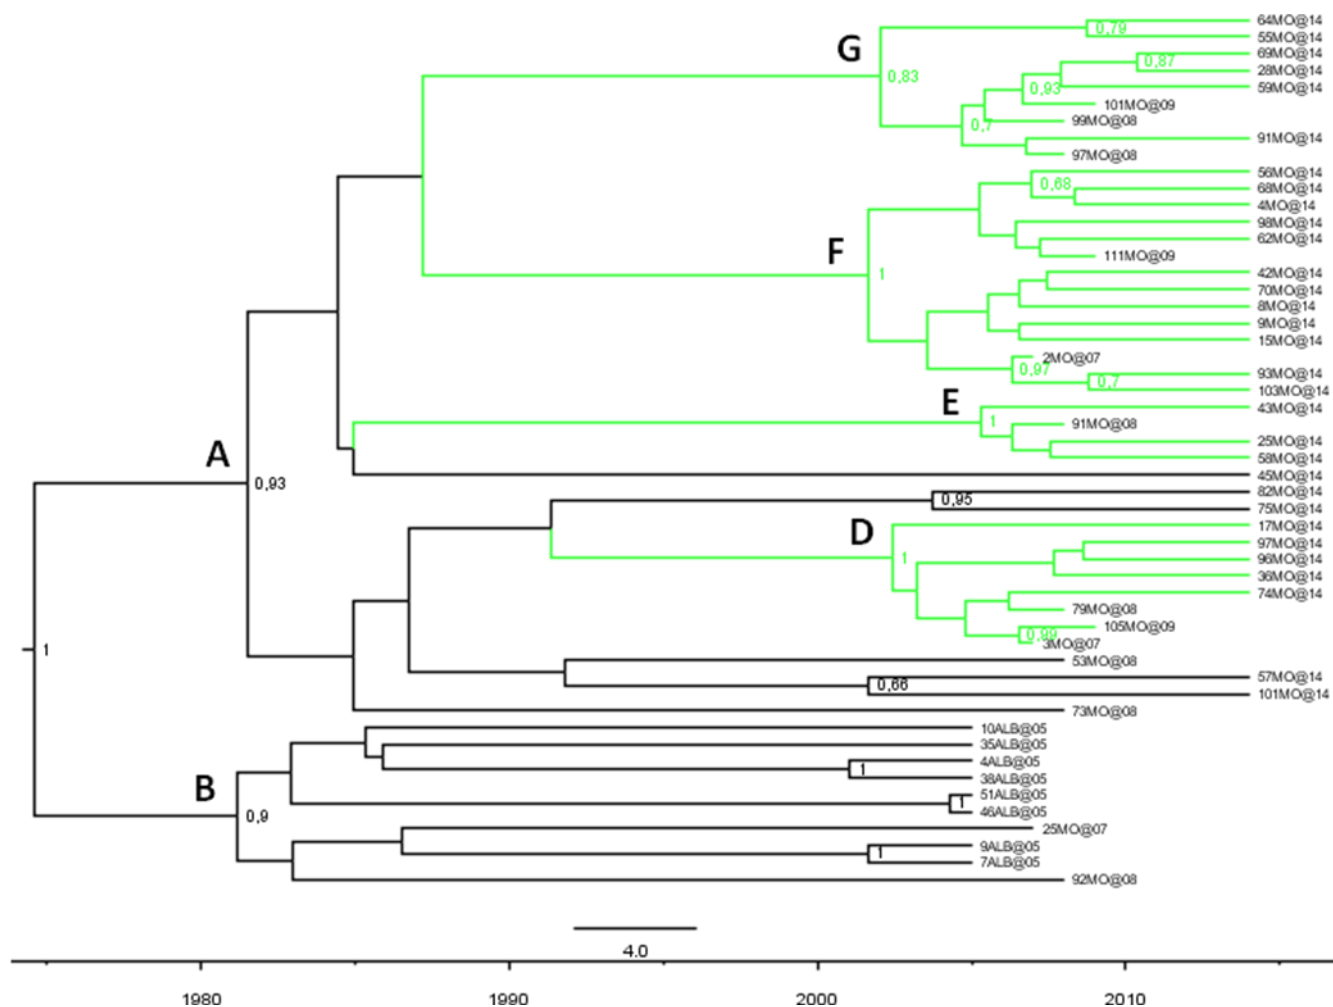 64MO@14
G
0,79
55MO@14
69MO@14
0,87
28MO@14
0,83
0,93
59MO@14
101MO@09
99MO@08
0,7
91MO@14
97MO@08
56MO@14
0,68
68MO@14
4MO@14
98MO@14
62MO@14
F
111MO@09
1
42MO@14
70MO@14
8MO@14
9MO@14
15MO@14
2MO@07
0,97
93MO@14
0,7
103MO@14
E
43MO@14
1
91MO@08
25MO@14
A
58MO@14
45MO@14
0,93
82MO@14
0,95
75MO@14
D
17MO@14
97MO@14
1
96MO@14
36MO@14
74MO@14
79MO@08
105MO@09
0,99
3MO@07
1
53MO@08
57MO@14
0,66
101MO@14
73MO@08
10ALB@05
35ALB@05
4ALB@05
1
38ALB@05
B
51ALB@05
1
46ALB@05
0,9
25MO@07
9ALB@05
1
7ALB@05
92MO@08
4.0
1980 1990 2000 2010